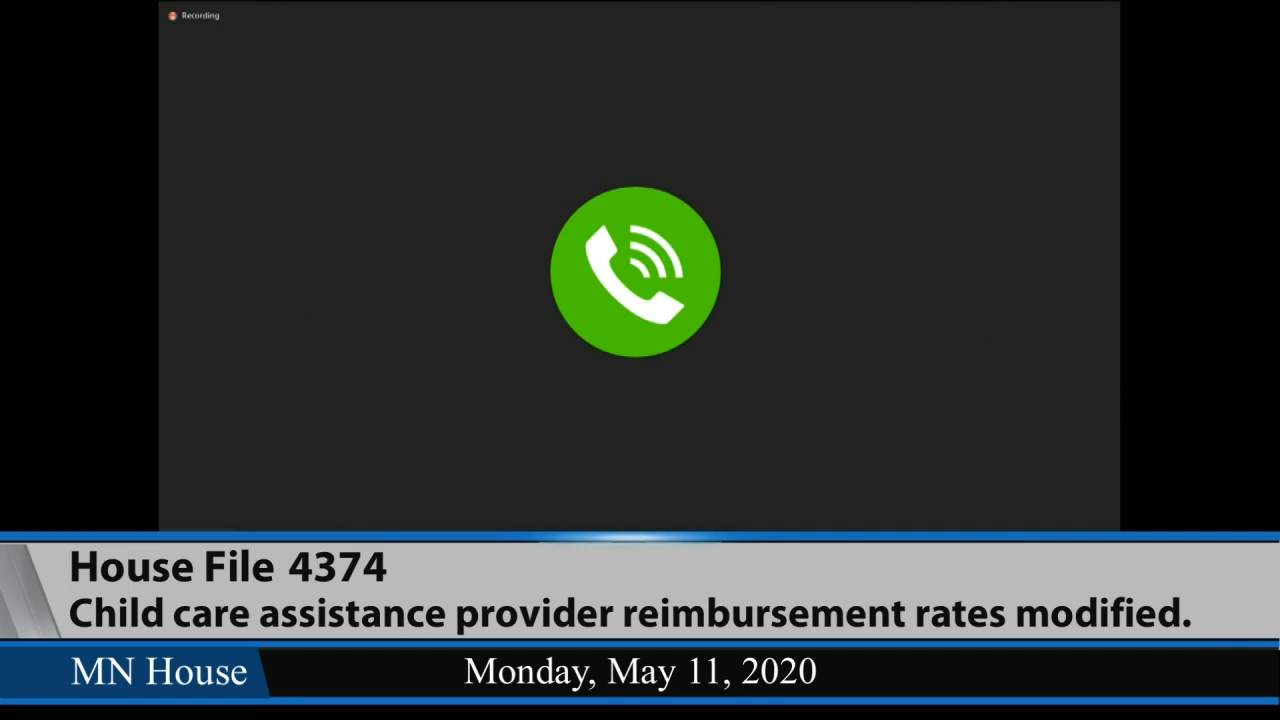 Recording
House File 4374
Child care assistance provider reimbursement rates modified.
MN House
Monday, May 11, 2020